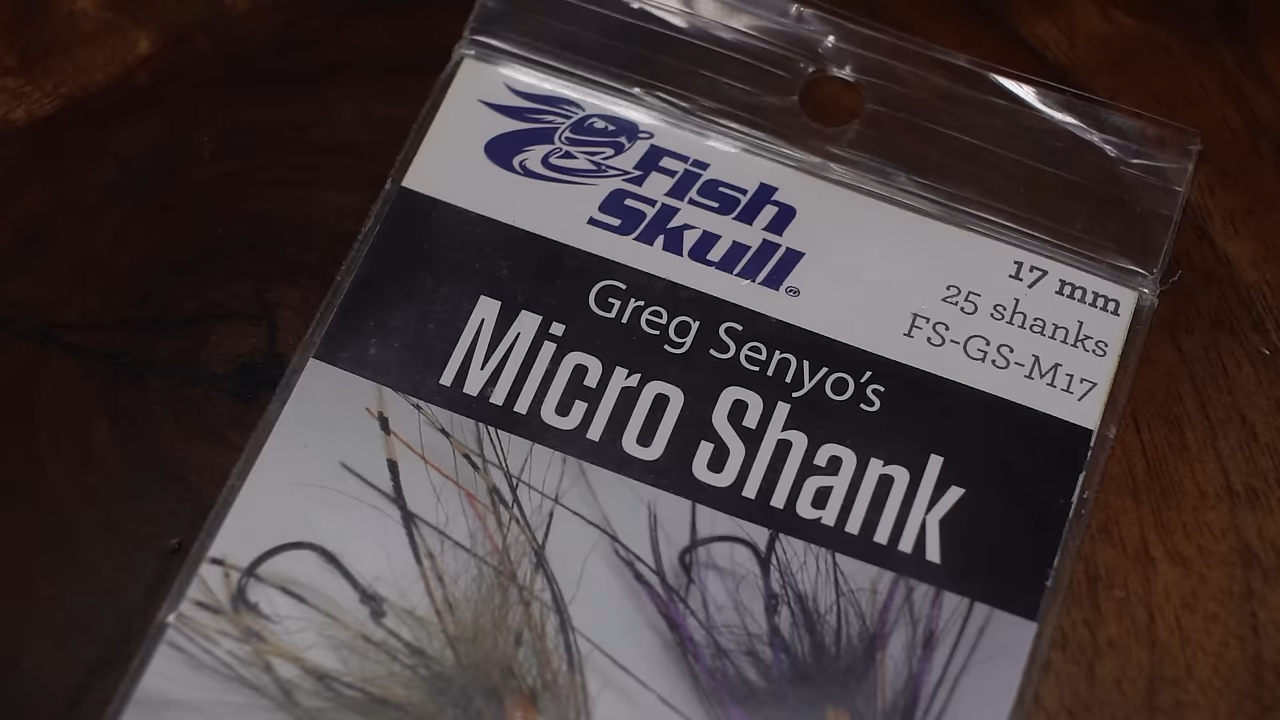 Fish
Skull®
17 mm
25 shanks
FS-GS-M17
Greg Senyo's
Micro Shank